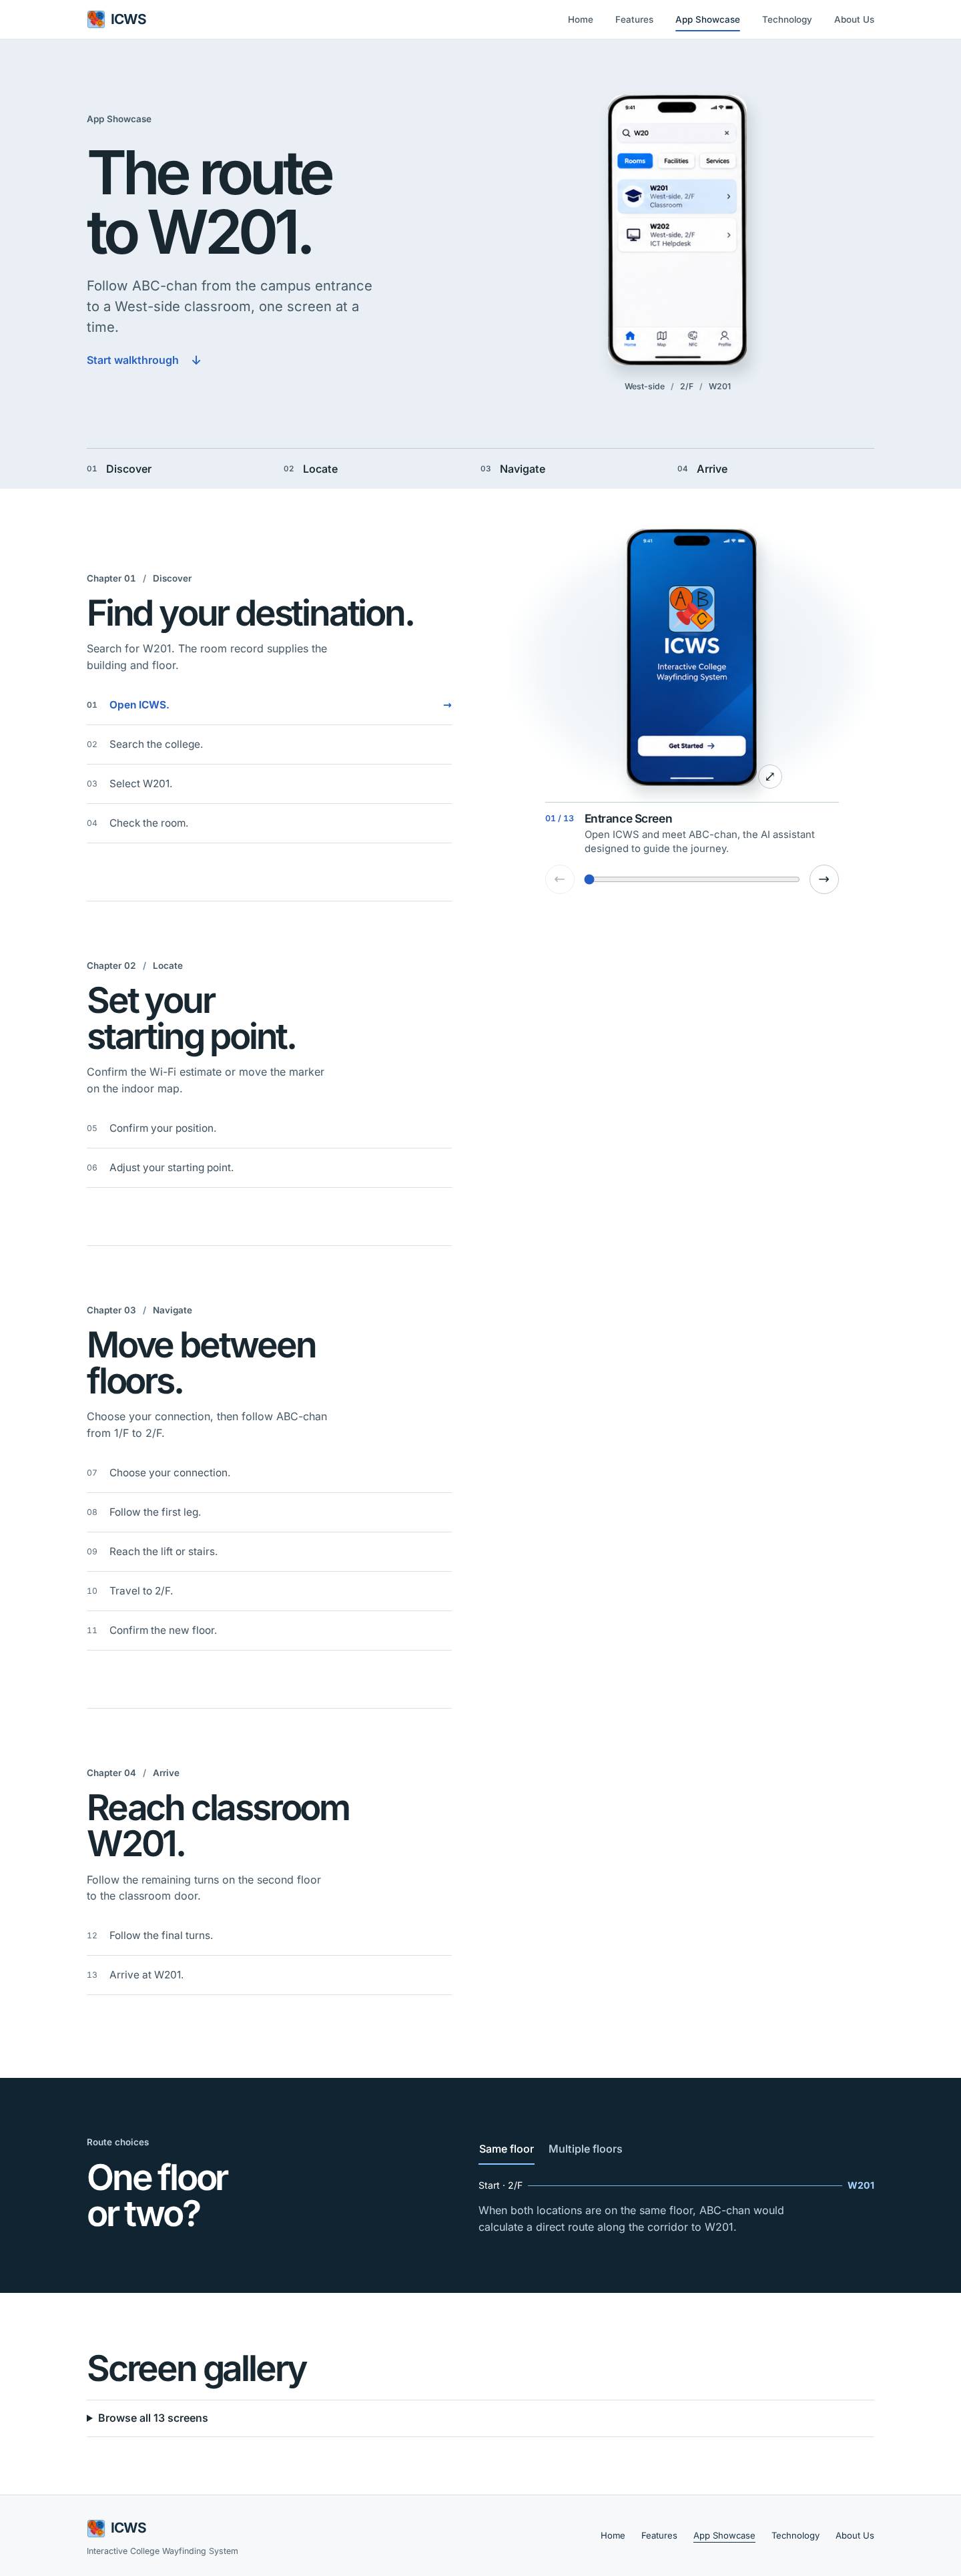 ICWS
Home Features App Showcase Technology About Us
App Showcase
The route
to W201.
Follow ABC-chan from the campus entrance
to a West-side classroom, one screen at a
time.
Start walkthrough ↓
9:41
W20 ×
Rooms Facilities Services
W201
West-side, 2/F
Classroom
W202
West-side, 2/F
ICT Helpdesk
Home Map NFC Profile
West-side / 2/F / W201
01 Discover 02 Locate 03 Navigate 04 Arrive
Chapter 01 / Discover
Find your destination.
Search for W201. The room record supplies the
building and floor.
01 Open ICWS. →
02 Search the college.
03 Select W201.
04 Check the room.
9:41
A B C
ICWS
Interactive College
Wayfinding System
Get Started →
01 / 13 Entrance Screen
Open ICWS and meet ABC-chan, the AI assistant
designed to guide the journey.
← →
Chapter 02 / Locate
Set your
starting point.
Confirm the Wi-Fi estimate or move the marker
on the indoor map.
05 Confirm your position.
06 Adjust your starting point.
Chapter 03 / Navigate
Move between
floors.
Choose your connection, then follow ABC-chan
from 1/F to 2/F.
07 Choose your connection.
08 Follow the first leg.
09 Reach the lift or stairs.
10 Travel to 2/F.
11 Confirm the new floor.
Chapter 04 / Arrive
Reach classroom
W201.
Follow the remaining turns on the second floor
to the classroom door.
12 Follow the final turns.
13 Arrive at W201.
Route choices
One floor
or two?
Same floor Multiple floors
Start · 2/F W201
When both locations are on the same floor, ABC-chan would
calculate a direct route along the corridor to W201.
Screen gallery
Browse all 13 screens
ICWS
Interactive College Wayfinding System
Home Features App Showcase Technology About Us